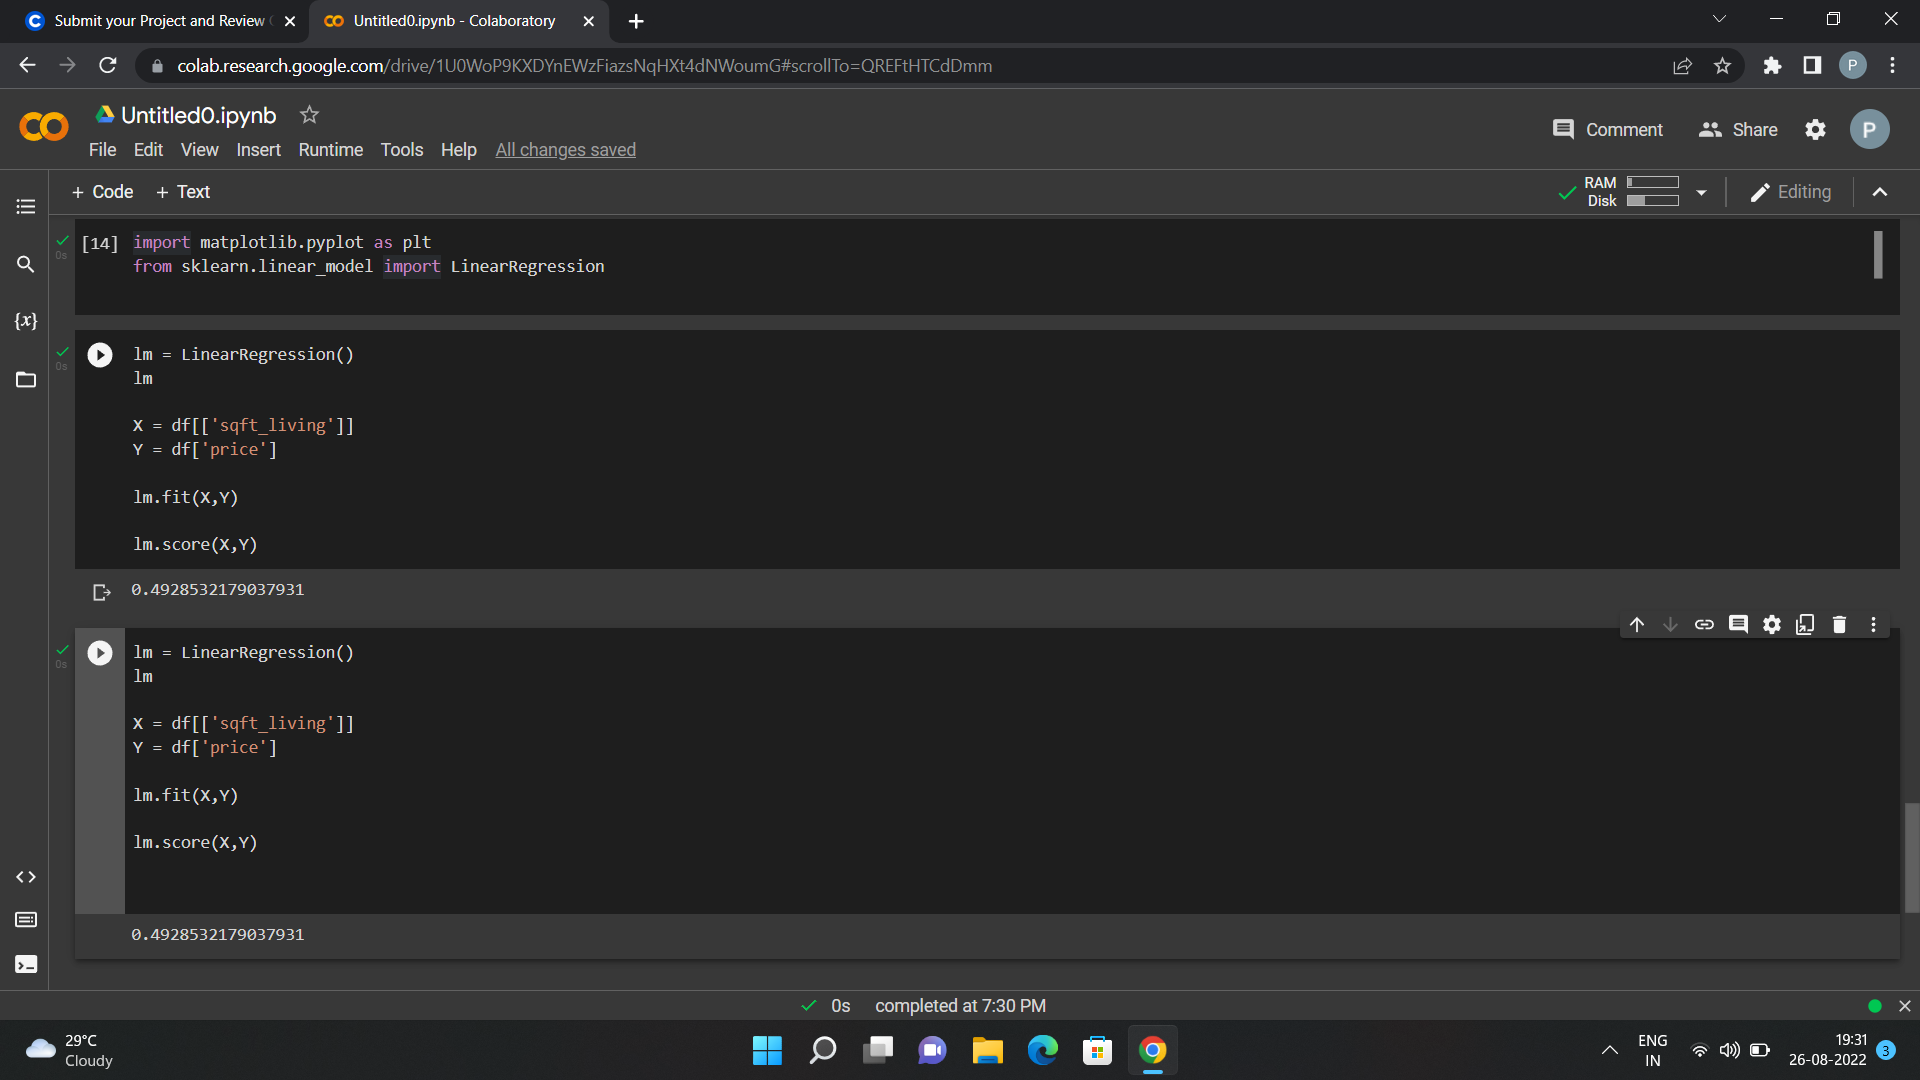 Submit your Project and Review
Untitled0.ipynb - Colaboratory
colab.research.google.com/drive/1U0WoP9KXDYnEWzFiazsNqHXt4dNWoumG#scrollTo=QREFtHTCdDmm
P
Untitled0.ipynb
File Edit View Insert Runtime Tools Help All changes saved
Comment Share P
+ Code + Text
RAM
Disk
Editing
0s
[14] import matplotlib.pyplot as plt
from sklearn.linear_model import LinearRegression
{x}
0s
lm = LinearRegression()
lm
X = df[['sqft_living']]
Y = df['price']
lm.fit(X,Y)
lm.score(X,Y)
0.4928532179037931
0s
lm = LinearRegression()
lm
X = df[['sqft_living']]
Y = df['price']
lm.fit(X,Y)
lm.score(X,Y)
0.4928532179037931
0s completed at 7:30 PM
29°C
Cloudy
ENG
IN
19:31
26-08-2022
3